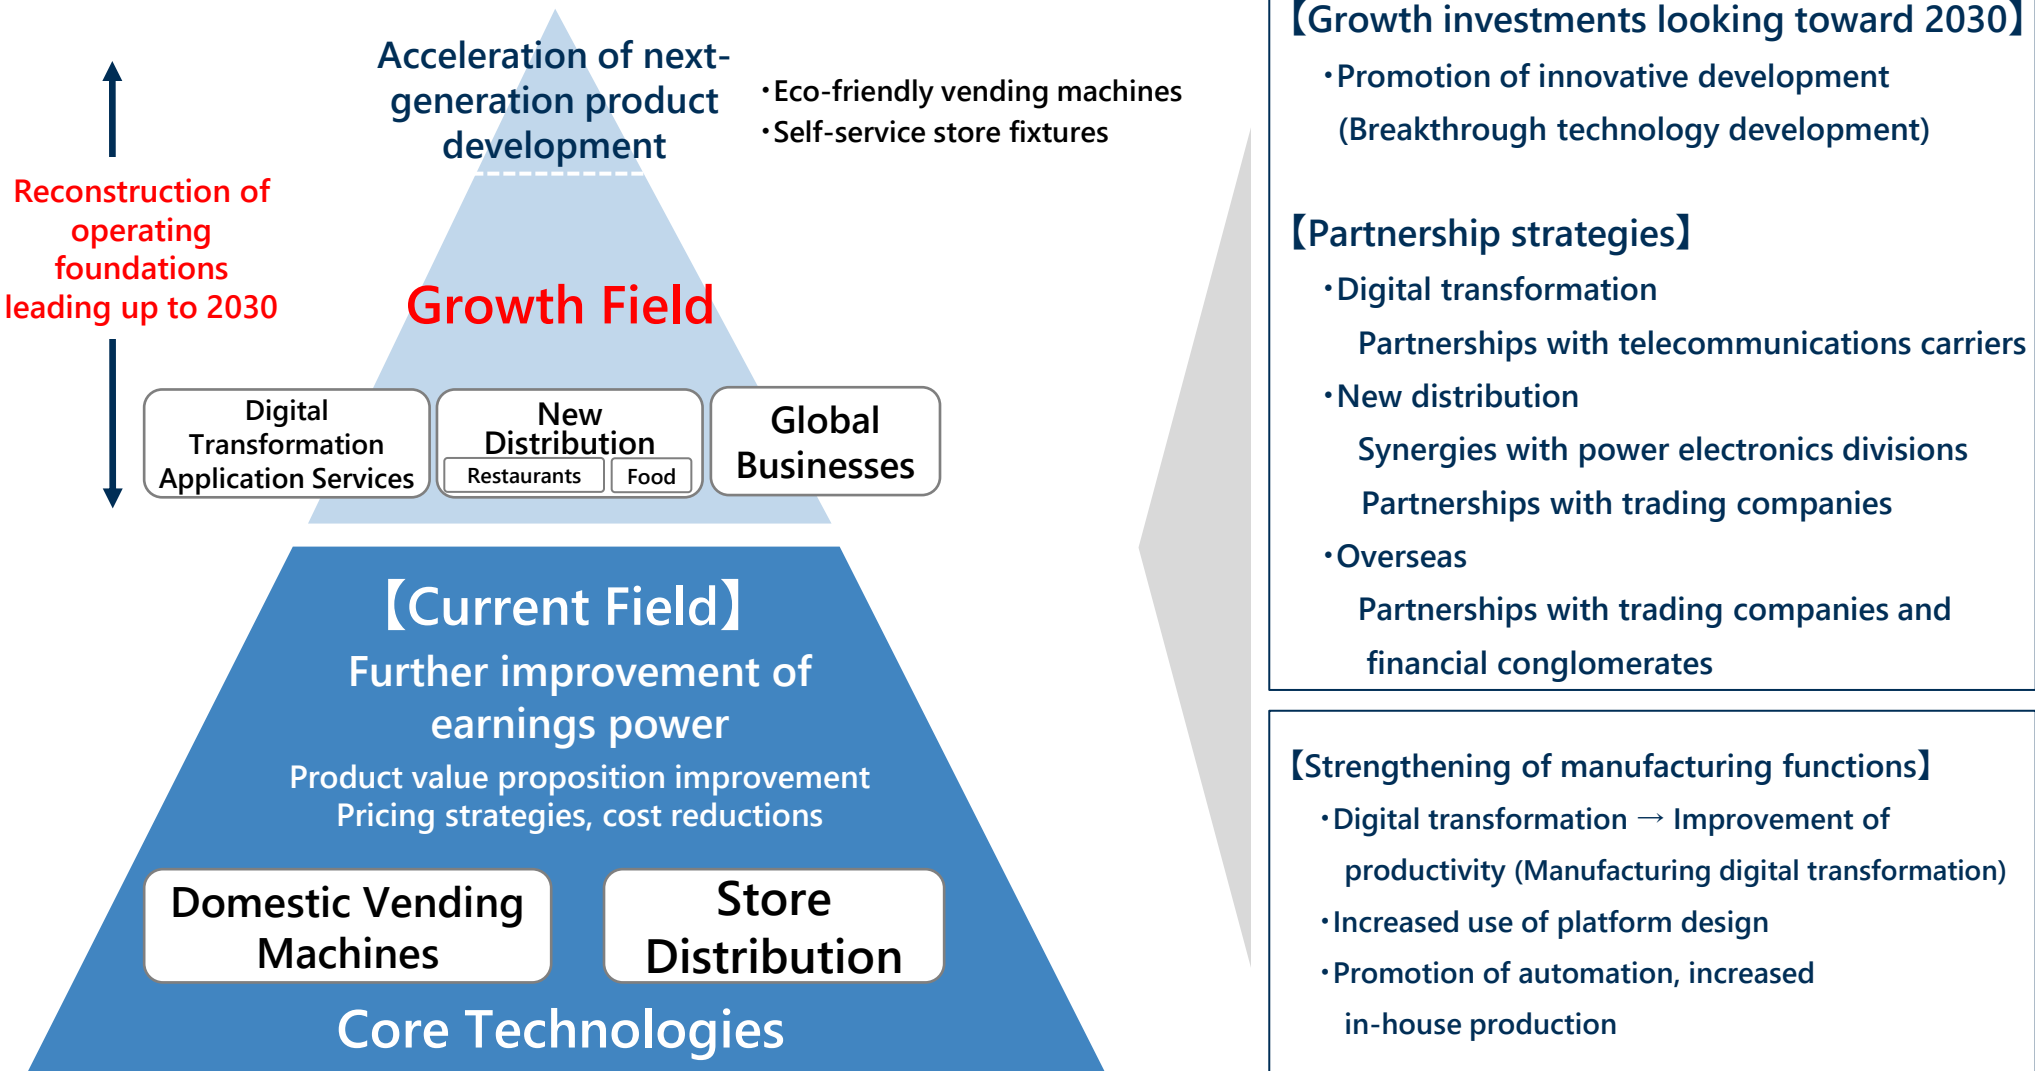 Acceleration of next-
generation product
development
・Eco-friendly vending machines
・Self-service store fixtures
Reconstruction of
operating
foundations
leading up to 2030
Growth Field
Digital
Transformation
Application Services
New
Distribution
Restaurants
Food
Global
Businesses
【Current Field】
Further improvement of
earnings power
Product value proposition improvement
Pricing strategies, cost reductions
Domestic Vending
Machines
Store
Distribution
Core Technologies
【Growth investments looking toward 2030】
・Promotion of innovative development
(Breakthrough technology development)
【Partnership strategies】
・Digital transformation
Partnerships with telecommunications carriers
・New distribution
Synergies with power electronics divisions
Partnerships with trading companies
・Overseas
Partnerships with trading companies and
financial conglomerates
【Strengthening of manufacturing functions】
・Digital transformation → Improvement of
productivity (Manufacturing digital transformation)
・Increased use of platform design
・Promotion of automation, increased
in-house production